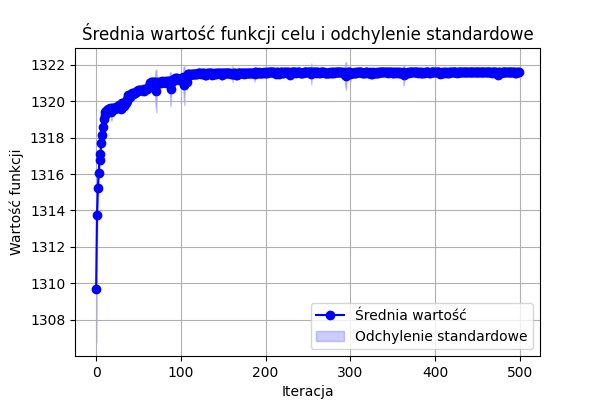 Średnia wartość funkcji celu i odchylenie standardowe
1322
1320
1318
1316
1314
1312
1310
1308
Wartość funkcji
Średnia wartość
Odchylenie standardowe
0 100 200 300 400 500
Iteracja